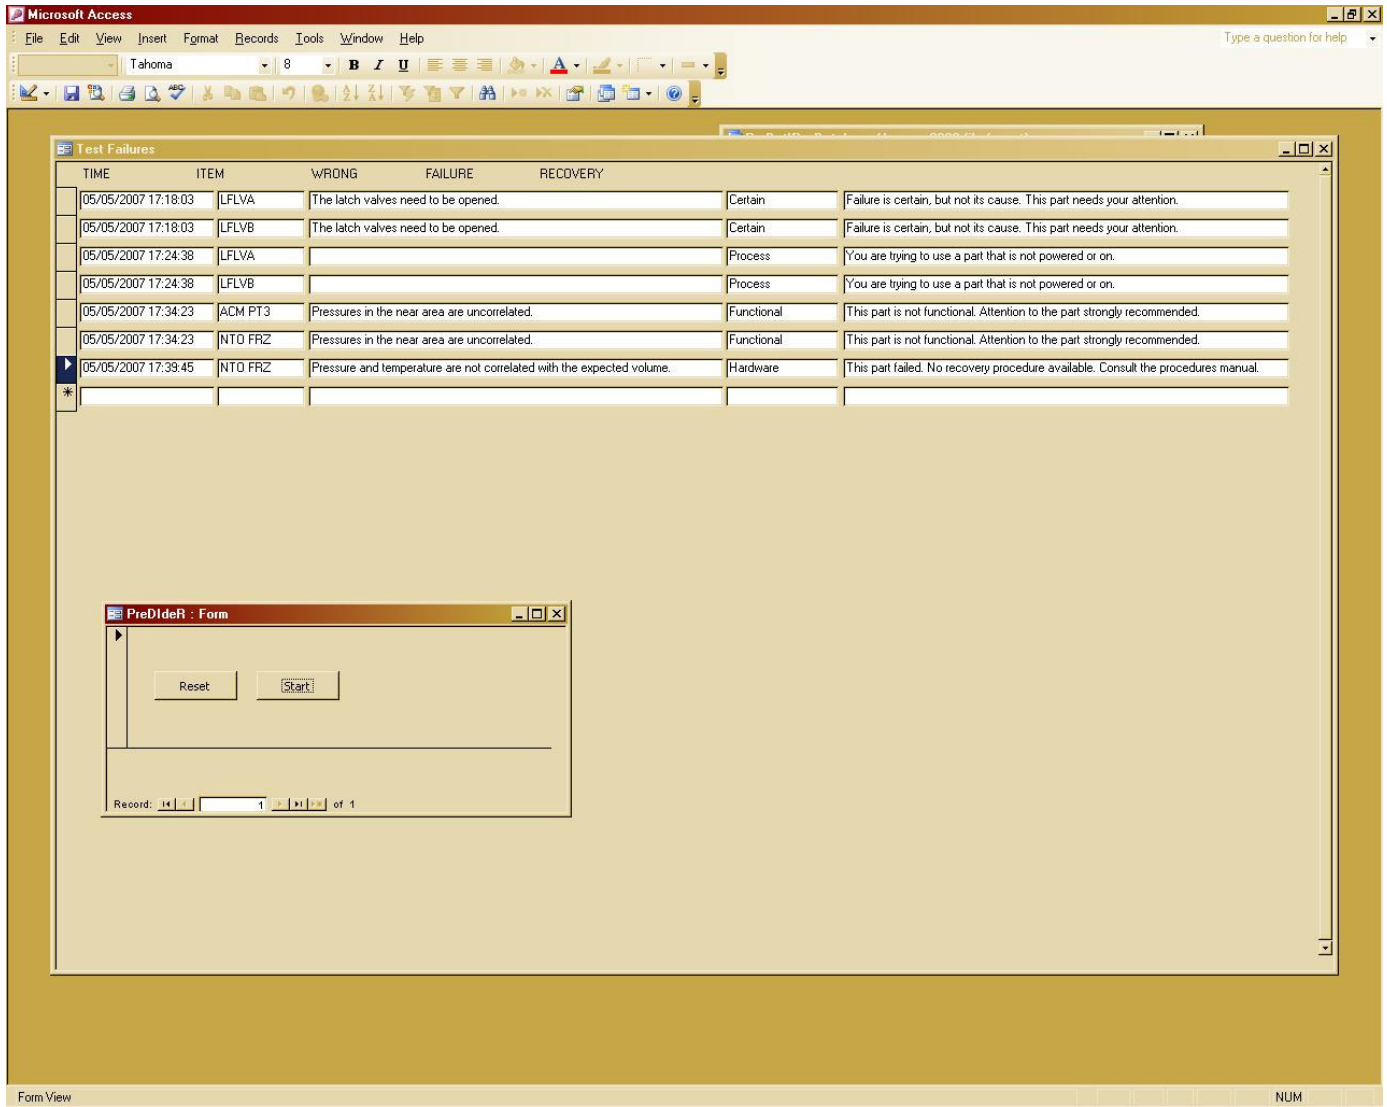 Microsoft Access
File Edit View Insert Format Records Tools Window Help Type a question for help
Tahoma 8 B I U A
Test Failures
TIME ITEM WRONG FAILURE RECOVERY
05/05/2007 17:18:03 LFLVA The latch valves need to be opened. Certain Failure is certain, but not its cause. This part needs your attention.
05/05/2007 17:18:03 LFLVB The latch valves need to be opened. Certain Failure is certain, but not its cause. This part needs your attention.
05/05/2007 17:24:38 LFLVA Process You are trying to use a part that is not powered or on.
05/05/2007 17:24:38 LFLVB Process You are trying to use a part that is not powered or on.
05/05/2007 17:34:23 ACM PT3 Pressures in the near area are uncorrelated. Functional This part is not functional. Attention to the part strongly recommended.
05/05/2007 17:34:23 NTO FRZ Pressures in the near area are uncorrelated. Functional This part is not functional. Attention to the part strongly recommended.
05/05/2007 17:39:45 NTO FRZ Pressure and temperature are not correlated with the expected volume. Hardware This part failed. No recovery procedure available. Consult the procedures manual.
PreDIdeR : Form
Reset Start
Record: 1 of 1
Form View NUM